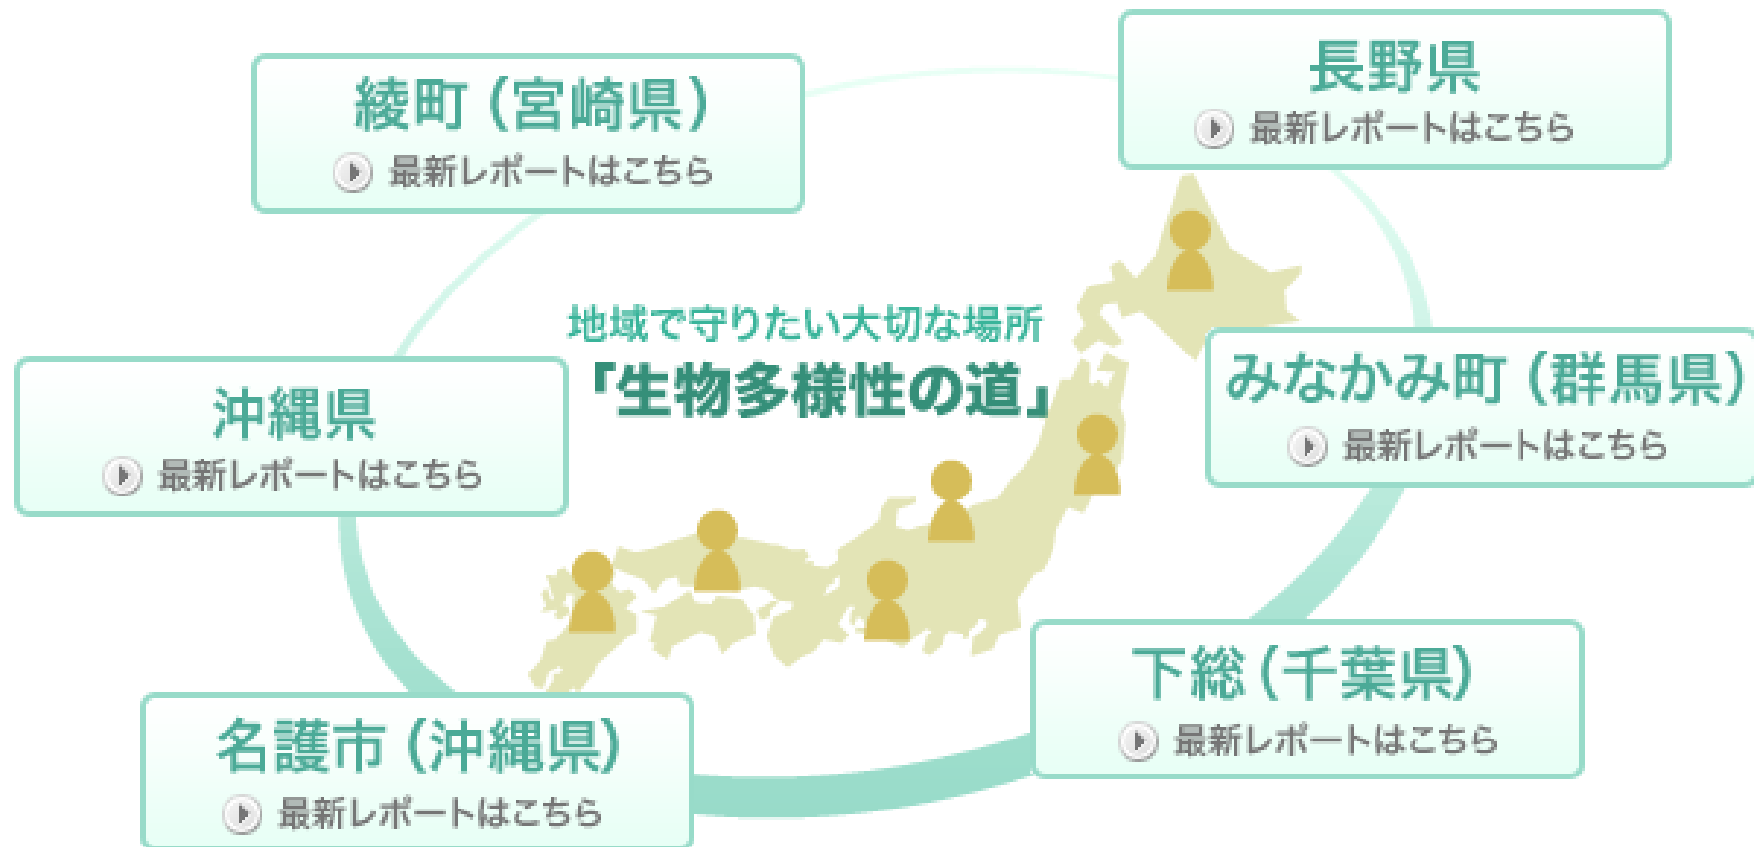 長野県
最新レポートはこちら
綾町（宮崎県）
最新レポートはこちら
地域で守りたい大切な場所
「生物多様性の道」
みなかみ町（群馬県）
最新レポートはこちら
沖縄県
最新レポートはこちら
下総（千葉県）
最新レポートはこちら
名護市（沖縄県）
最新レポートはこちら